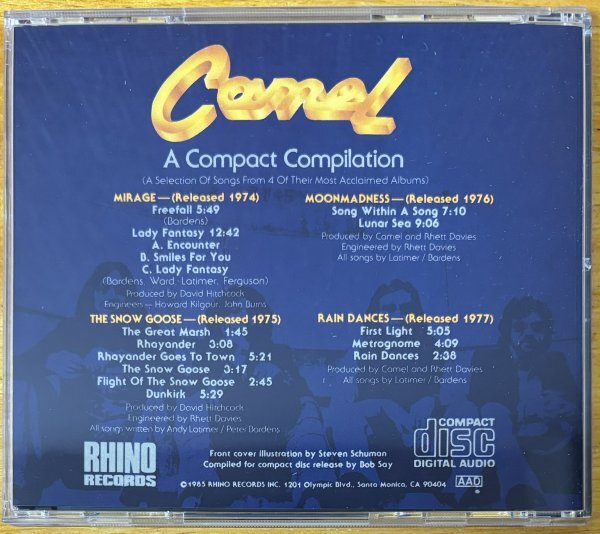 Camel
A Compact Compilation
(A Selection Of Songs From 4 Of Their Most Acclaimed Albums)
MIRAGE—(Released 1974)
Freefall 5:49
(Bardens)
Lady Fantasy 12:42
A. Encounter
B. Smiles For You
C. Lady Fantasy
(Bardens, Ward, Latimer, Ferguson)
Produced by David Hitchcock
Engineers—Howard Kilgour, John Burns
MOONMADNESS—(Released 1976)
Song Within A Song 7:10
Lunar Sea 9:06
Produced by Camel and Rhett Davies
Engineered by Rhett Davies
All songs by Latimer / Bardens
THE SNOW GOOSE—(Released 1975)
The Great Marsh 1:45
Rhayander 3:08
Rhayander Goes To Town 5:21
The Snow Goose 3:17
Flight Of The Snow Goose 2:45
Dunkirk 5:29
Produced by David Hitchcock
Engineered by Rhett Davies
All songs written by Andy Latimer / Peter Bardens
RAIN DANCES—(Released 1977)
First Light 5:05
Metrognome 4:09
Rain Dances 2:38
Produced by Camel and Rhett Davies
All songs by Latimer / Bardens
RHINO
RECORDS
Front cover illustration by Steven Schuman
Compiled for compact disc release by Bob Say
COMPACT
disc
DIGITAL AUDIO
©1985 RHINO RECORDS INC. 1201 Olympic Blvd., Santa Monica, CA 90404
AAD